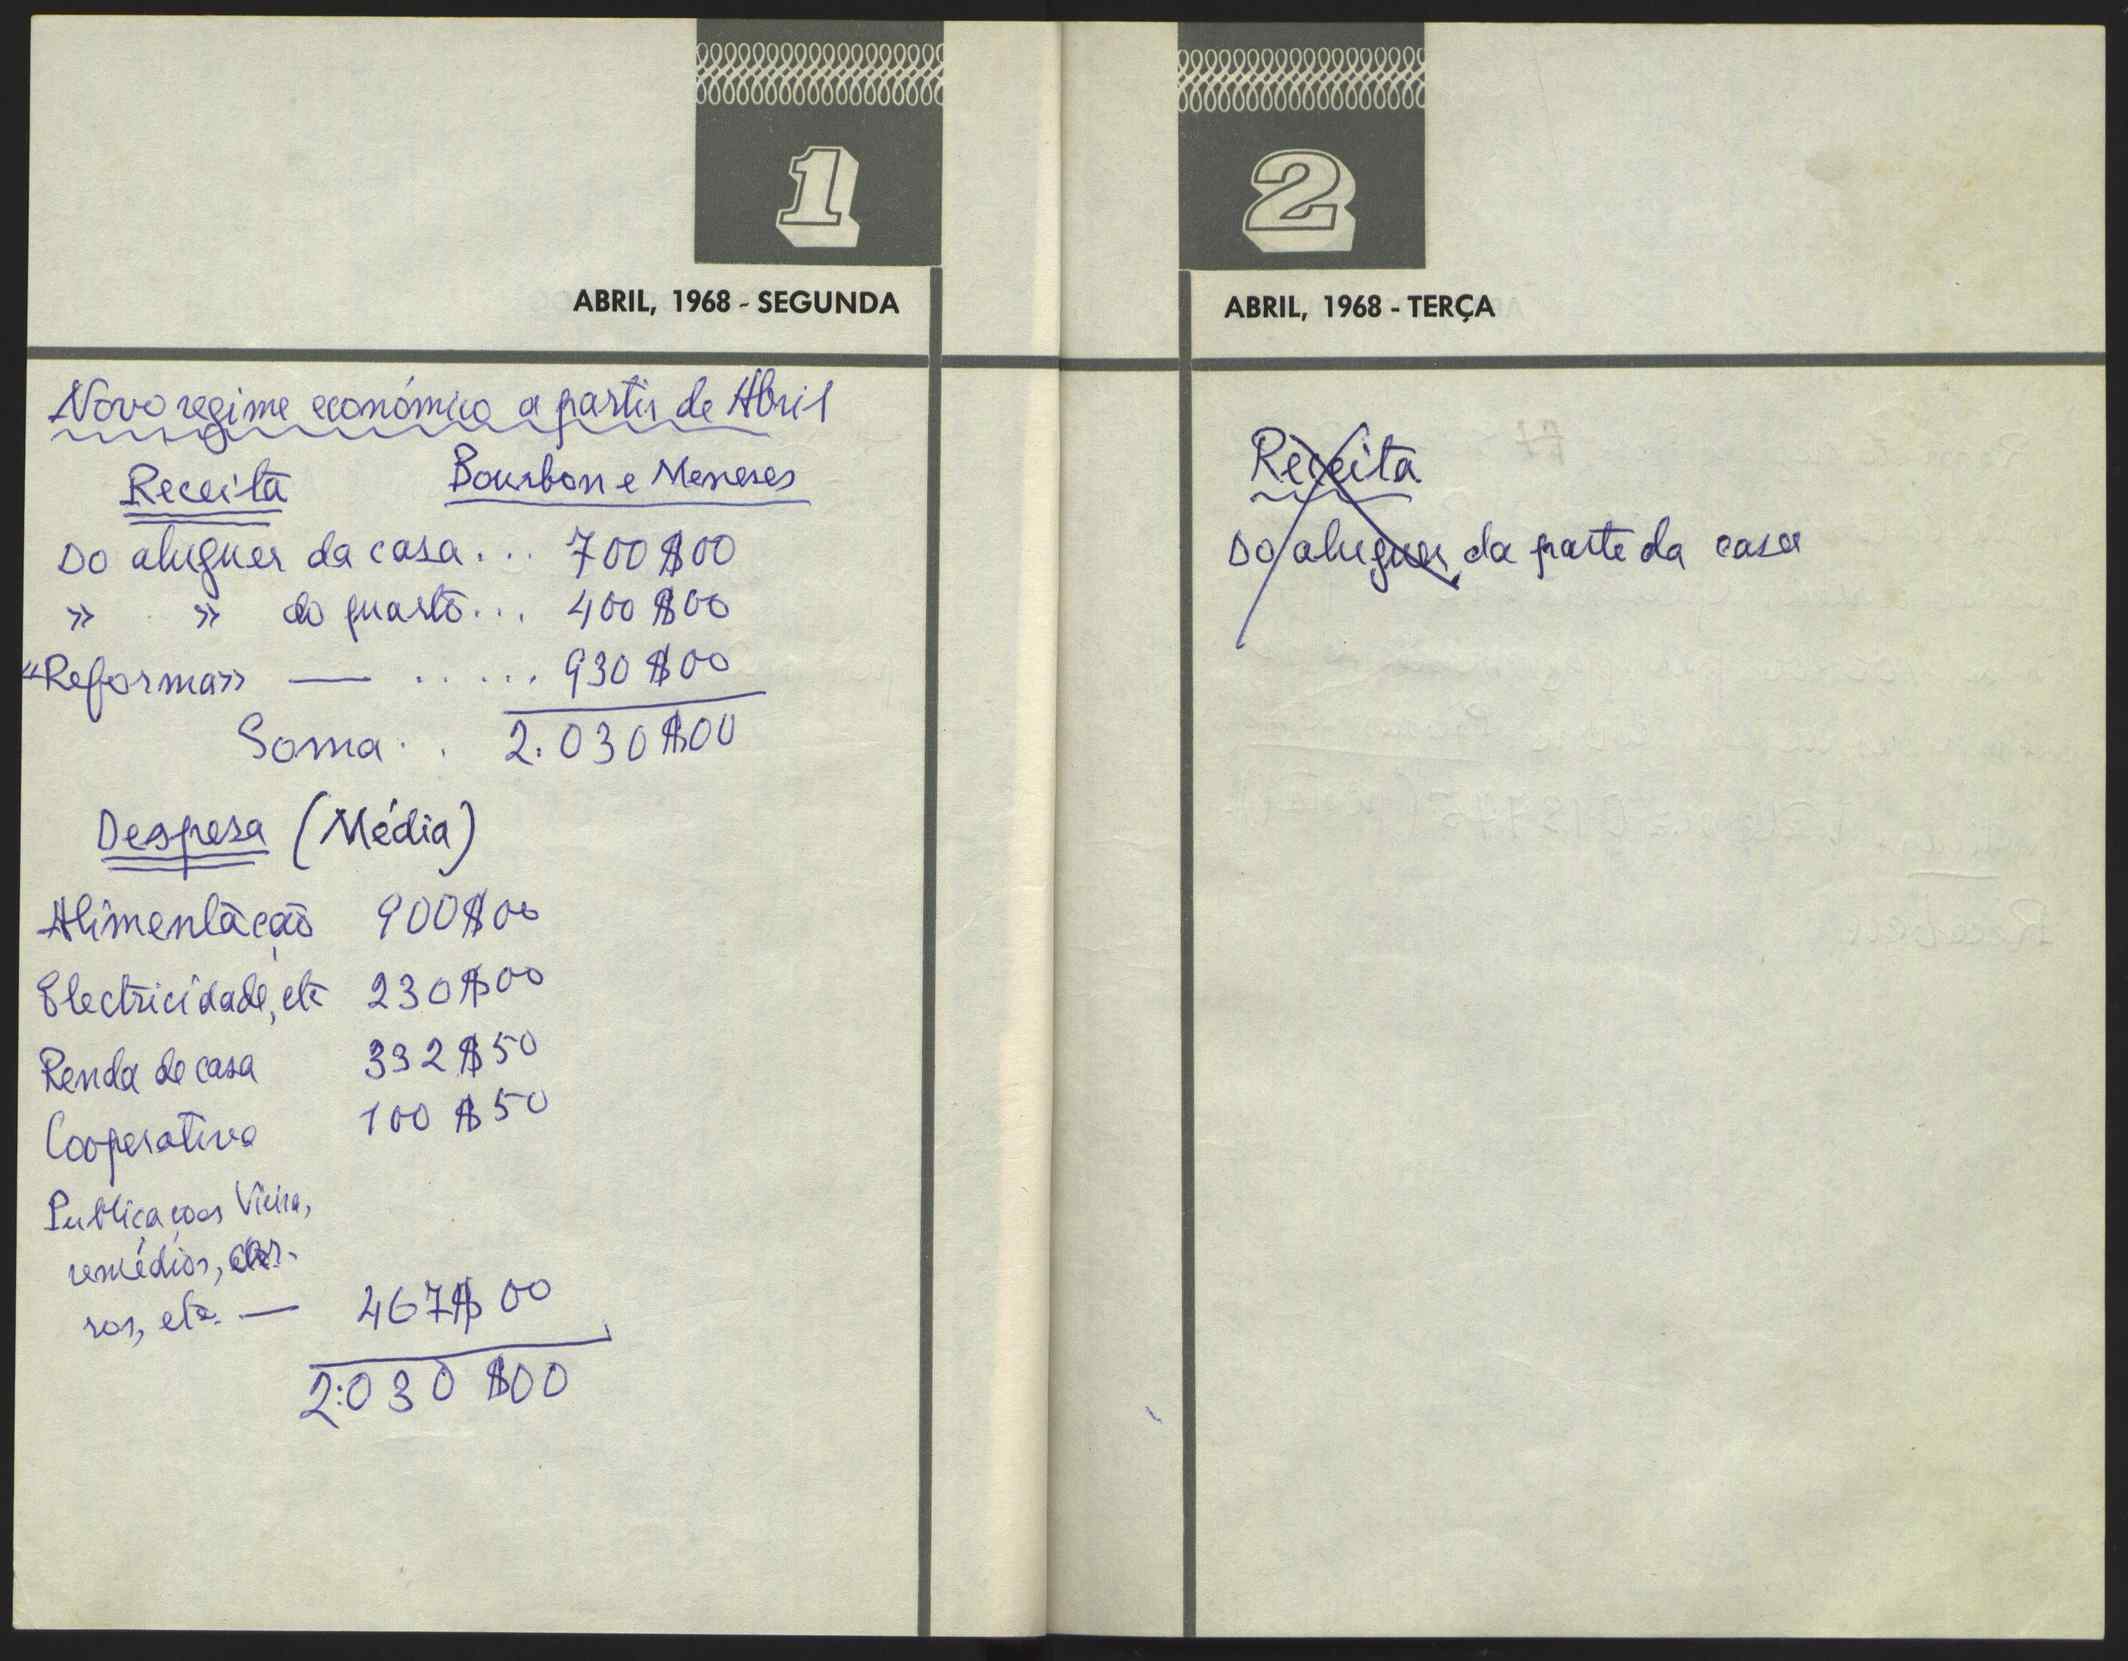 1
ABRIL, 1968 - SEGUNDA
Novo regime económico a partir de Abril
Receita Bourbon e Meneses
Do aluguer da casa... 700$00
» » do quarto... 400$00
«Reforma» — ...... 930$00
Soma... 2.030$00
Despesa (Média)
Alimentação 900$00
Electricidade, etc 230$00
Renda de casa 332$50
Cooperativa 100$50
Publicações Vieira,
remédios, car-
ros, etc. — 467$00
2:030$00
2
ABRIL, 1968 - TERÇA
Receita
Do aluguer da parte da casa